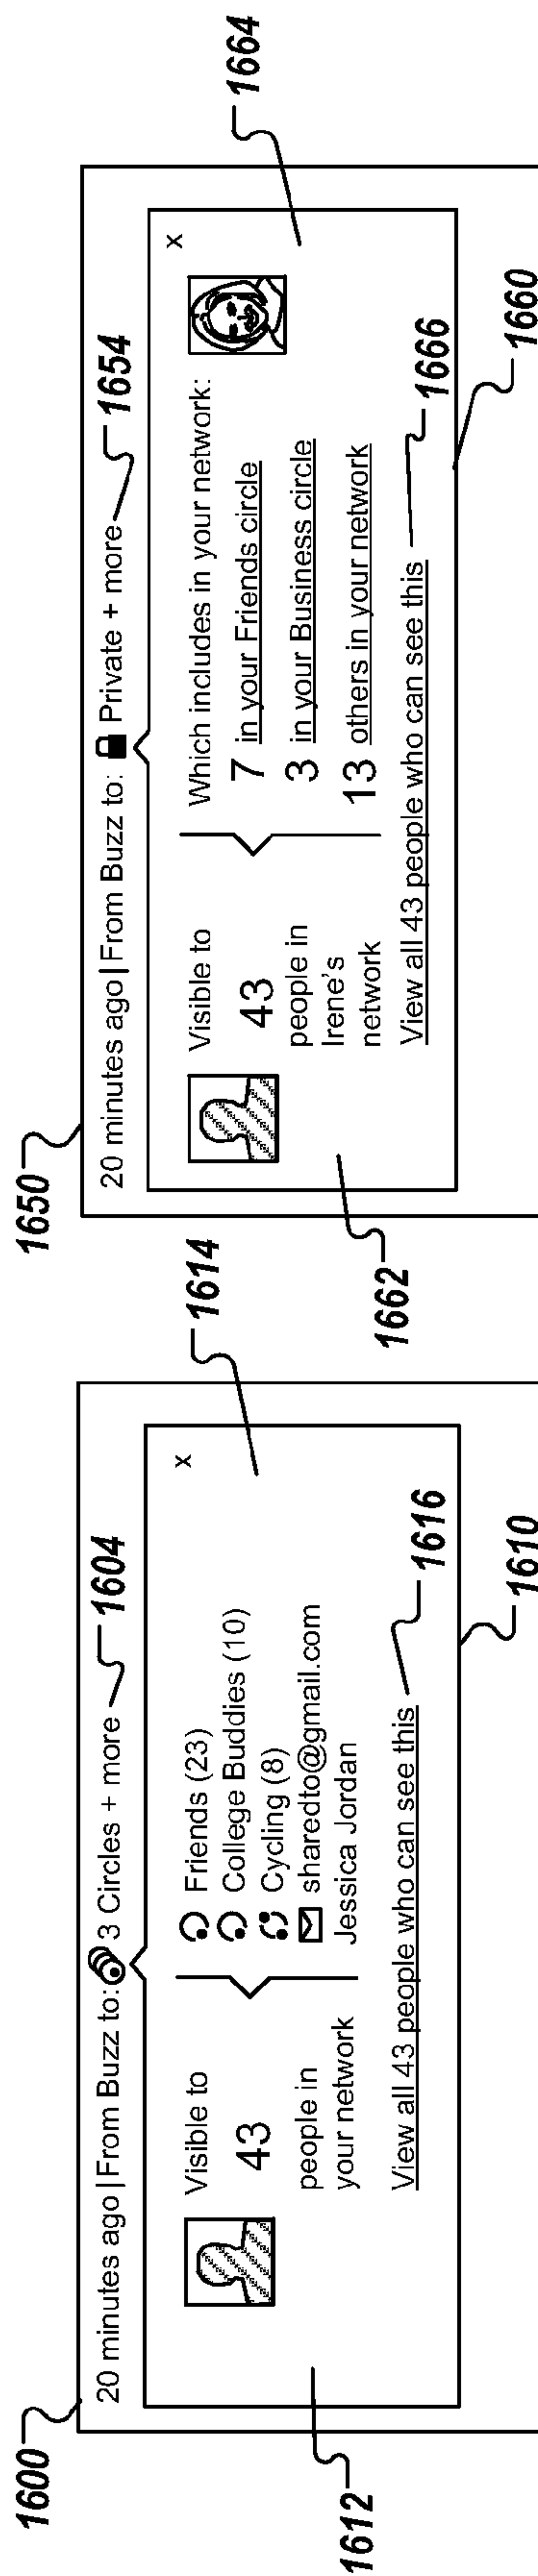 1600
20 minutes ago | From Buzz to: 3 Circles + more
1604
x
Visible to
43
people in
your network
Friends (23)
College Buddies (10)
Cycling (8)
sharedto@gmail.com
Jessica Jordan
View all 43 people who can see this
1612
1614
1616
1610
1650
20 minutes ago | From Buzz to: Private + more
1654
x
Visible to
43
people in
Irene's
network
Which includes in your network:
7 in your Friends circle
3 in your Business circle
13 others in your network
View all 43 people who can see this
1662
1664
1666
1660